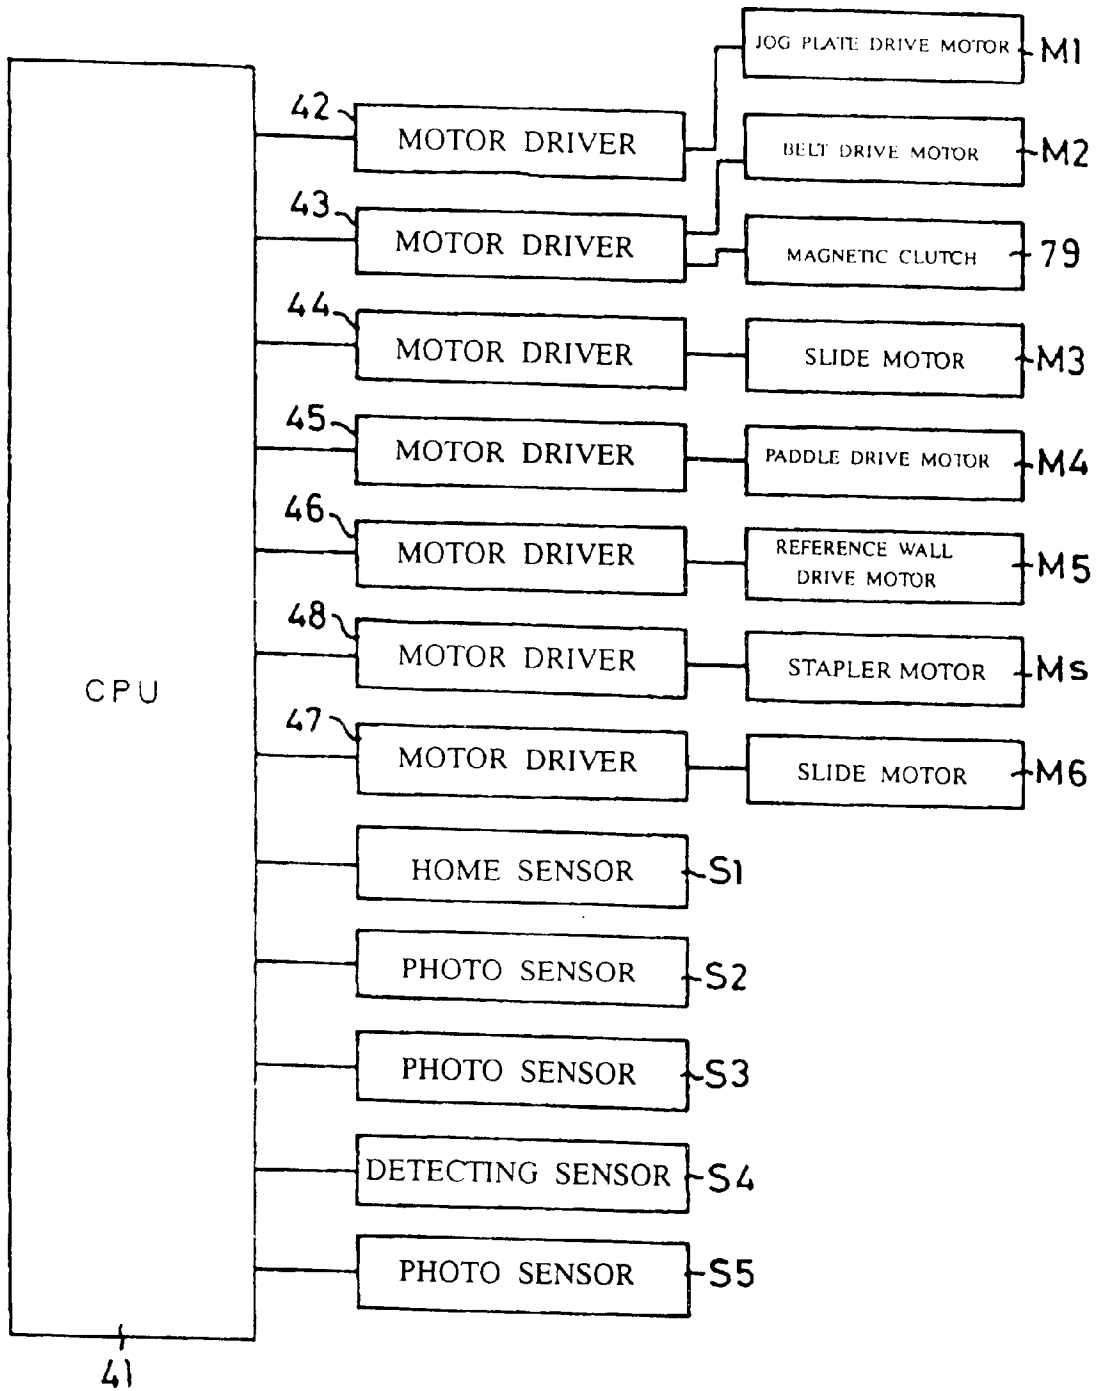 JOG PLATE DRIVE MOTOR M1
42 MOTOR DRIVER
BELT DRIVE MOTOR M2
43 MOTOR DRIVER
MAGNETIC CLUTCH 79
44 MOTOR DRIVER
SLIDE MOTOR M3
45 MOTOR DRIVER
PADDLE DRIVE MOTOR M4
46 MOTOR DRIVER
REFERENCE WALL
DRIVE MOTOR M5
48 MOTOR DRIVER
STAPLER MOTOR Ms
CPU
47 MOTOR DRIVER
SLIDE MOTOR M6
HOME SENSOR S1
PHOTO SENSOR S2
PHOTO SENSOR S3
DETECTING SENSOR S4
PHOTO SENSOR S5
41